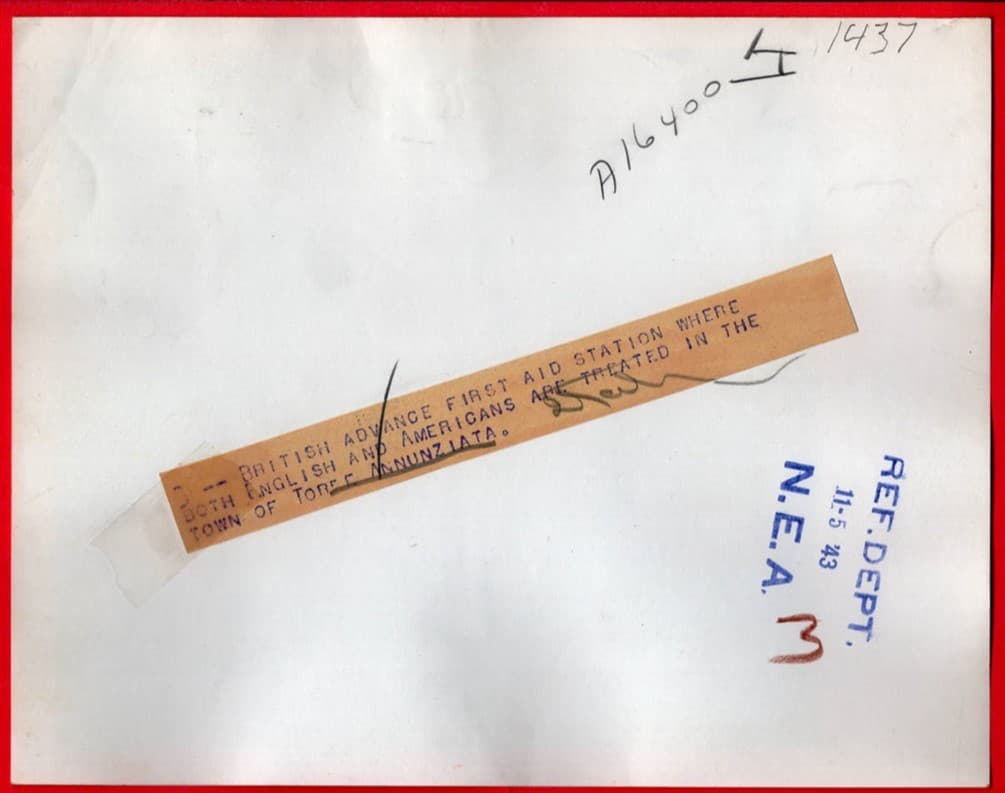 1437
A16400
3 -- BRITISH ADVANCE FIRST AID STATION WHERE
BOTH ENGLISH AND AMERICANS ARE TREATED IN THE
TOWN OF TORRE ANNUNZIATA.
REF.DEPT.
11-5 '43
N.E.A.
M